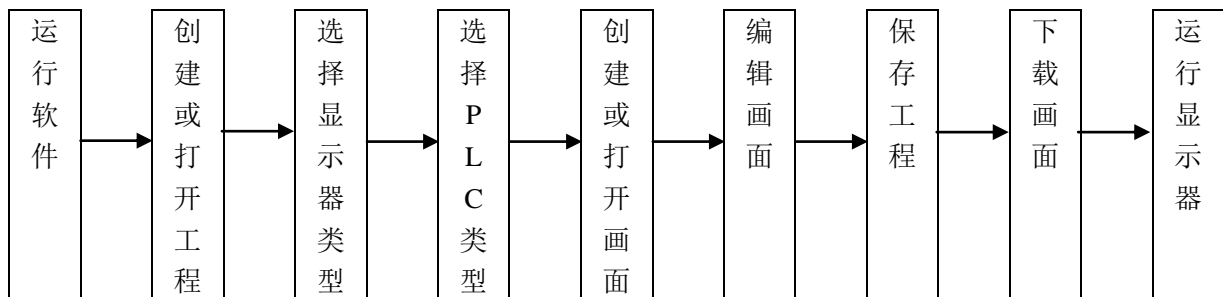 运行软件
创建或打开工程
选择显示器类型
选择PLC类型
创建或打开画面
编辑画面
保存工程
下载画面
运行显示器